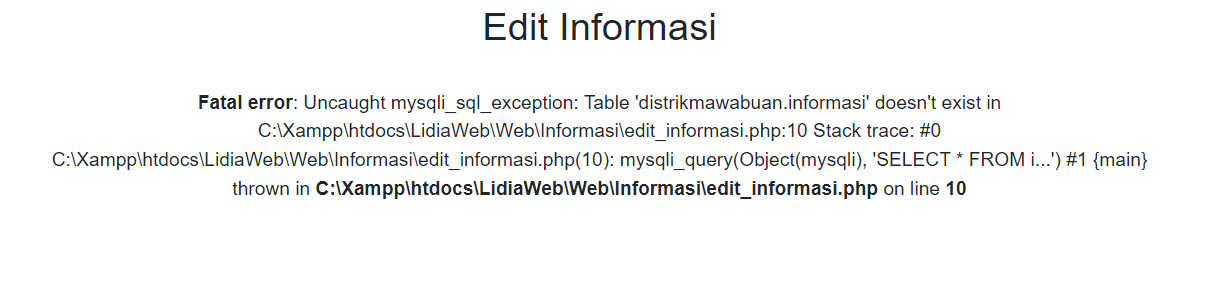 Edit Informasi
Fatal error: Uncaught mysqli_sql_exception: Table 'distrikmawabuan.informasi' doesn't exist in
C:\Xampp\htdocs\LidiaWeb\Web\Informasi\edit_informasi.php:10 Stack trace: #0
C:\Xampp\htdocs\LidiaWeb\Web\Informasi\edit_informasi.php(10): mysqli_query(Object(mysqli), 'SELECT * FROM i...') #1 {main}
thrown in C:\Xampp\htdocs\LidiaWeb\Web\Informasi\edit_informasi.php on line 10